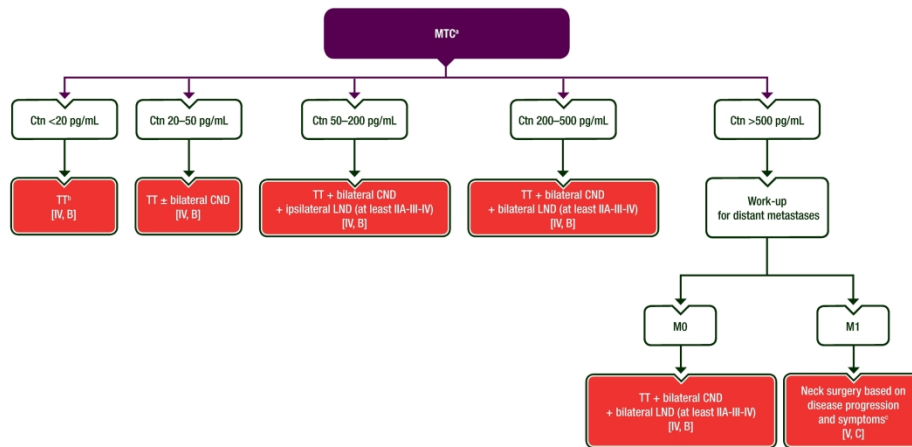 MTCᵃ
Ctn <20 pg/mL
Ctn 20–50 pg/mL
Ctn 50–200 pg/mL
Ctn 200–500 pg/mL
Ctn >500 pg/mL
TTᵇ
[IV, B]
TT ± bilateral CND
[IV, B]
TT + bilateral CND
+ ipsilateral LND (at least IIA-III-IV)
[IV, B]
TT + bilateral CND
+ bilateral LND (at least IIA-III-IV)
[IV, B]
Work-up
for distant metastases
M0
M1
TT + bilateral CND
+ bilateral LND (at least IIA-III-IV)
[IV, B]
Neck surgery based on
disease progression
and symptomsᶜ
[V, C]